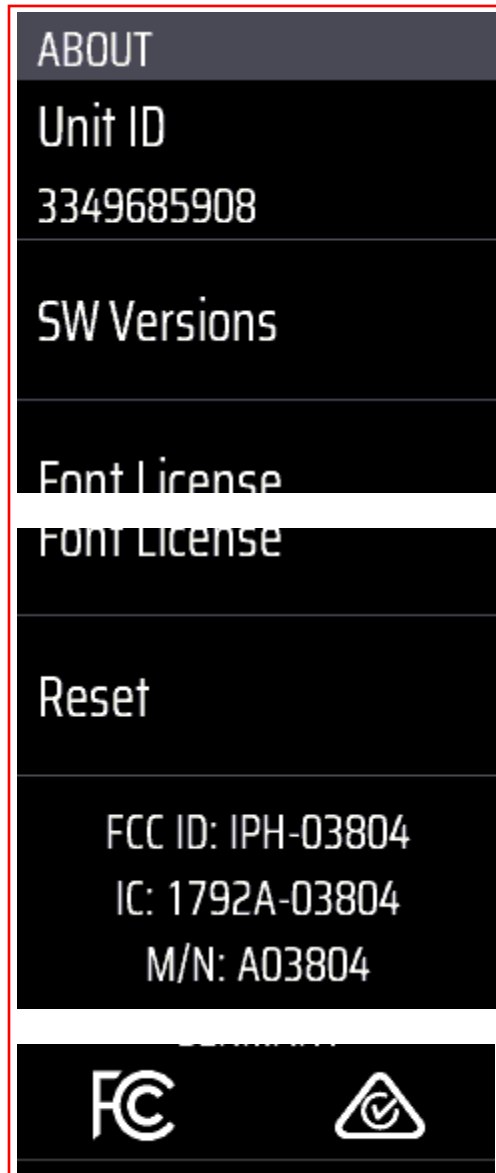 ABOUT
Unit ID
3349685908
SW Versions
Font License
Font License
Reset
FCC ID: IPH-03804
IC: 1792A-03804
M/N: A03804
FC